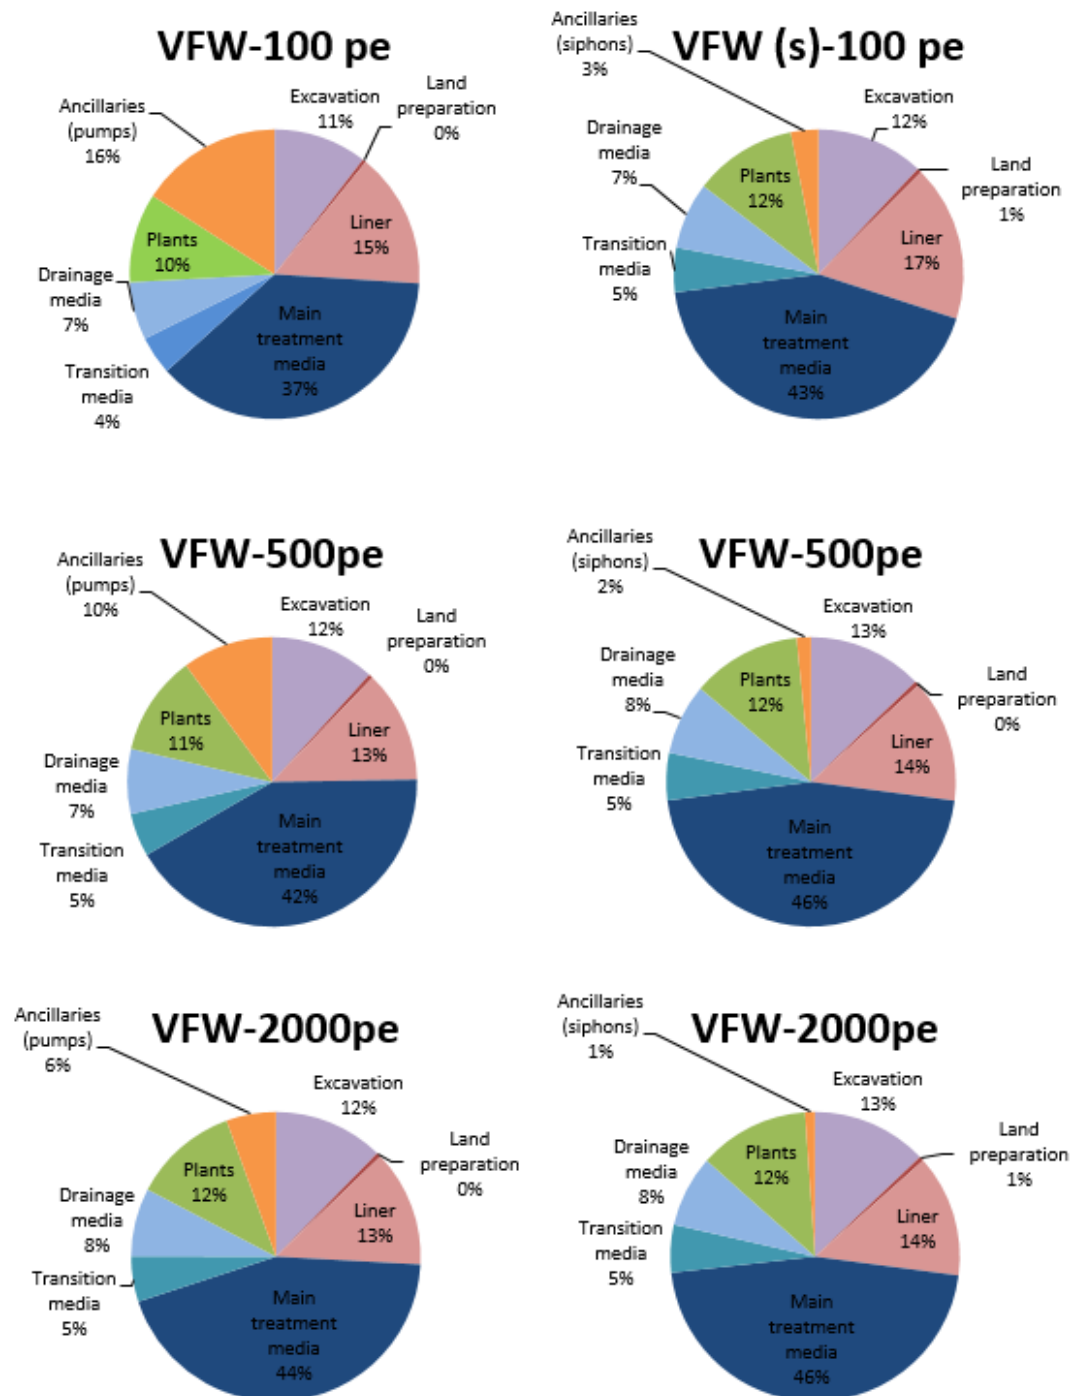 VFW-100 pe
Ancillaries
(pumps)
16%
Excavation
11%
Land
preparation
0%
Liner
15%
Main
treatment
media
37%
Transition
media
4%
Drainage
media
7%
Plants
10%
VFW (s)-100 pe
Ancillaries
(siphons)
3%
Excavation
12%
Land
preparation
1%
Liner
17%
Main
treatment
media
43%
Transition
media
5%
Drainage
media
7%
Plants
12%
VFW-500pe
Ancillaries
(pumps)
10%
Excavation
12%
Land
preparation
0%
Liner
13%
Main
treatment
media
42%
Transition
media
5%
Drainage
media
7%
Plants
11%
VFW-500pe
Ancillaries
(siphons)
2%
Excavation
13%
Land
preparation
0%
Liner
14%
Main
treatment
media
46%
Transition
media
5%
Drainage
media
8%
Plants
12%
VFW-2000pe
Ancillaries
(pumps)
6%
Excavation
12%
Land
preparation
0%
Liner
13%
Main
treatment
media
44%
Transition
media
5%
Drainage
media
8%
Plants
12%
VFW-2000pe
Ancillaries
(siphons)
1%
Excavation
13%
Land
preparation
1%
Liner
14%
Main
treatment
media
46%
Transition
media
5%
Drainage
media
8%
Plants
12%